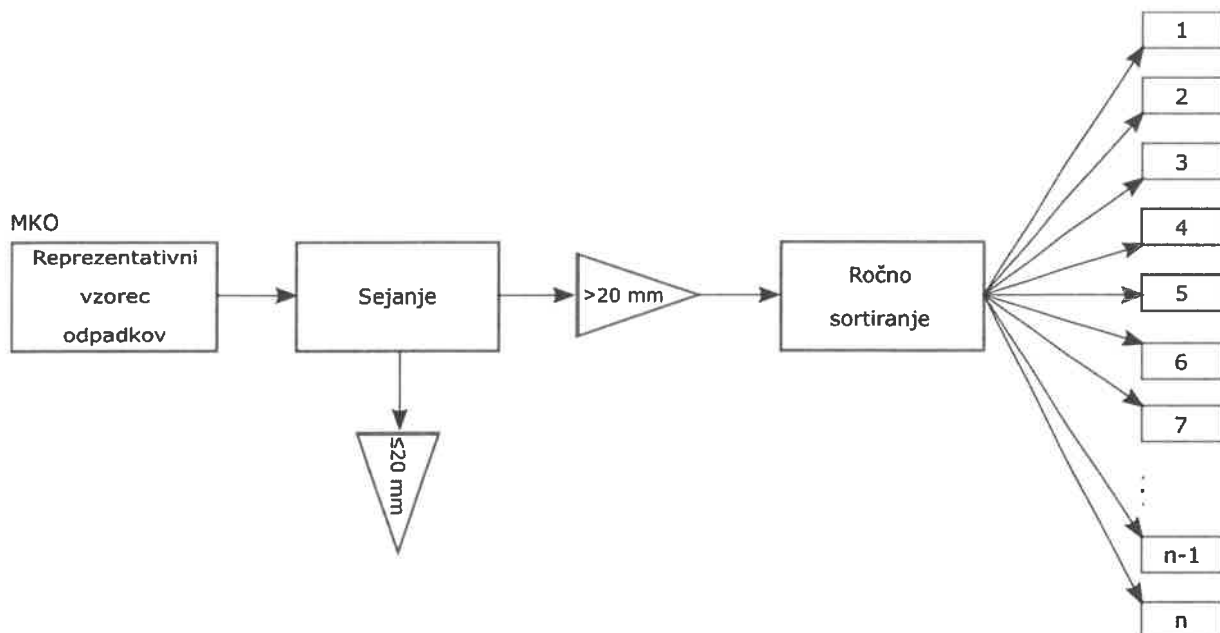 MKO
Reprezentativni
vzorec
odpadkov
Sejanje
≤20 mm
>20 mm
Ročno
sortiranje
1
2
3
4
5
6
7
⋮
n-1
n